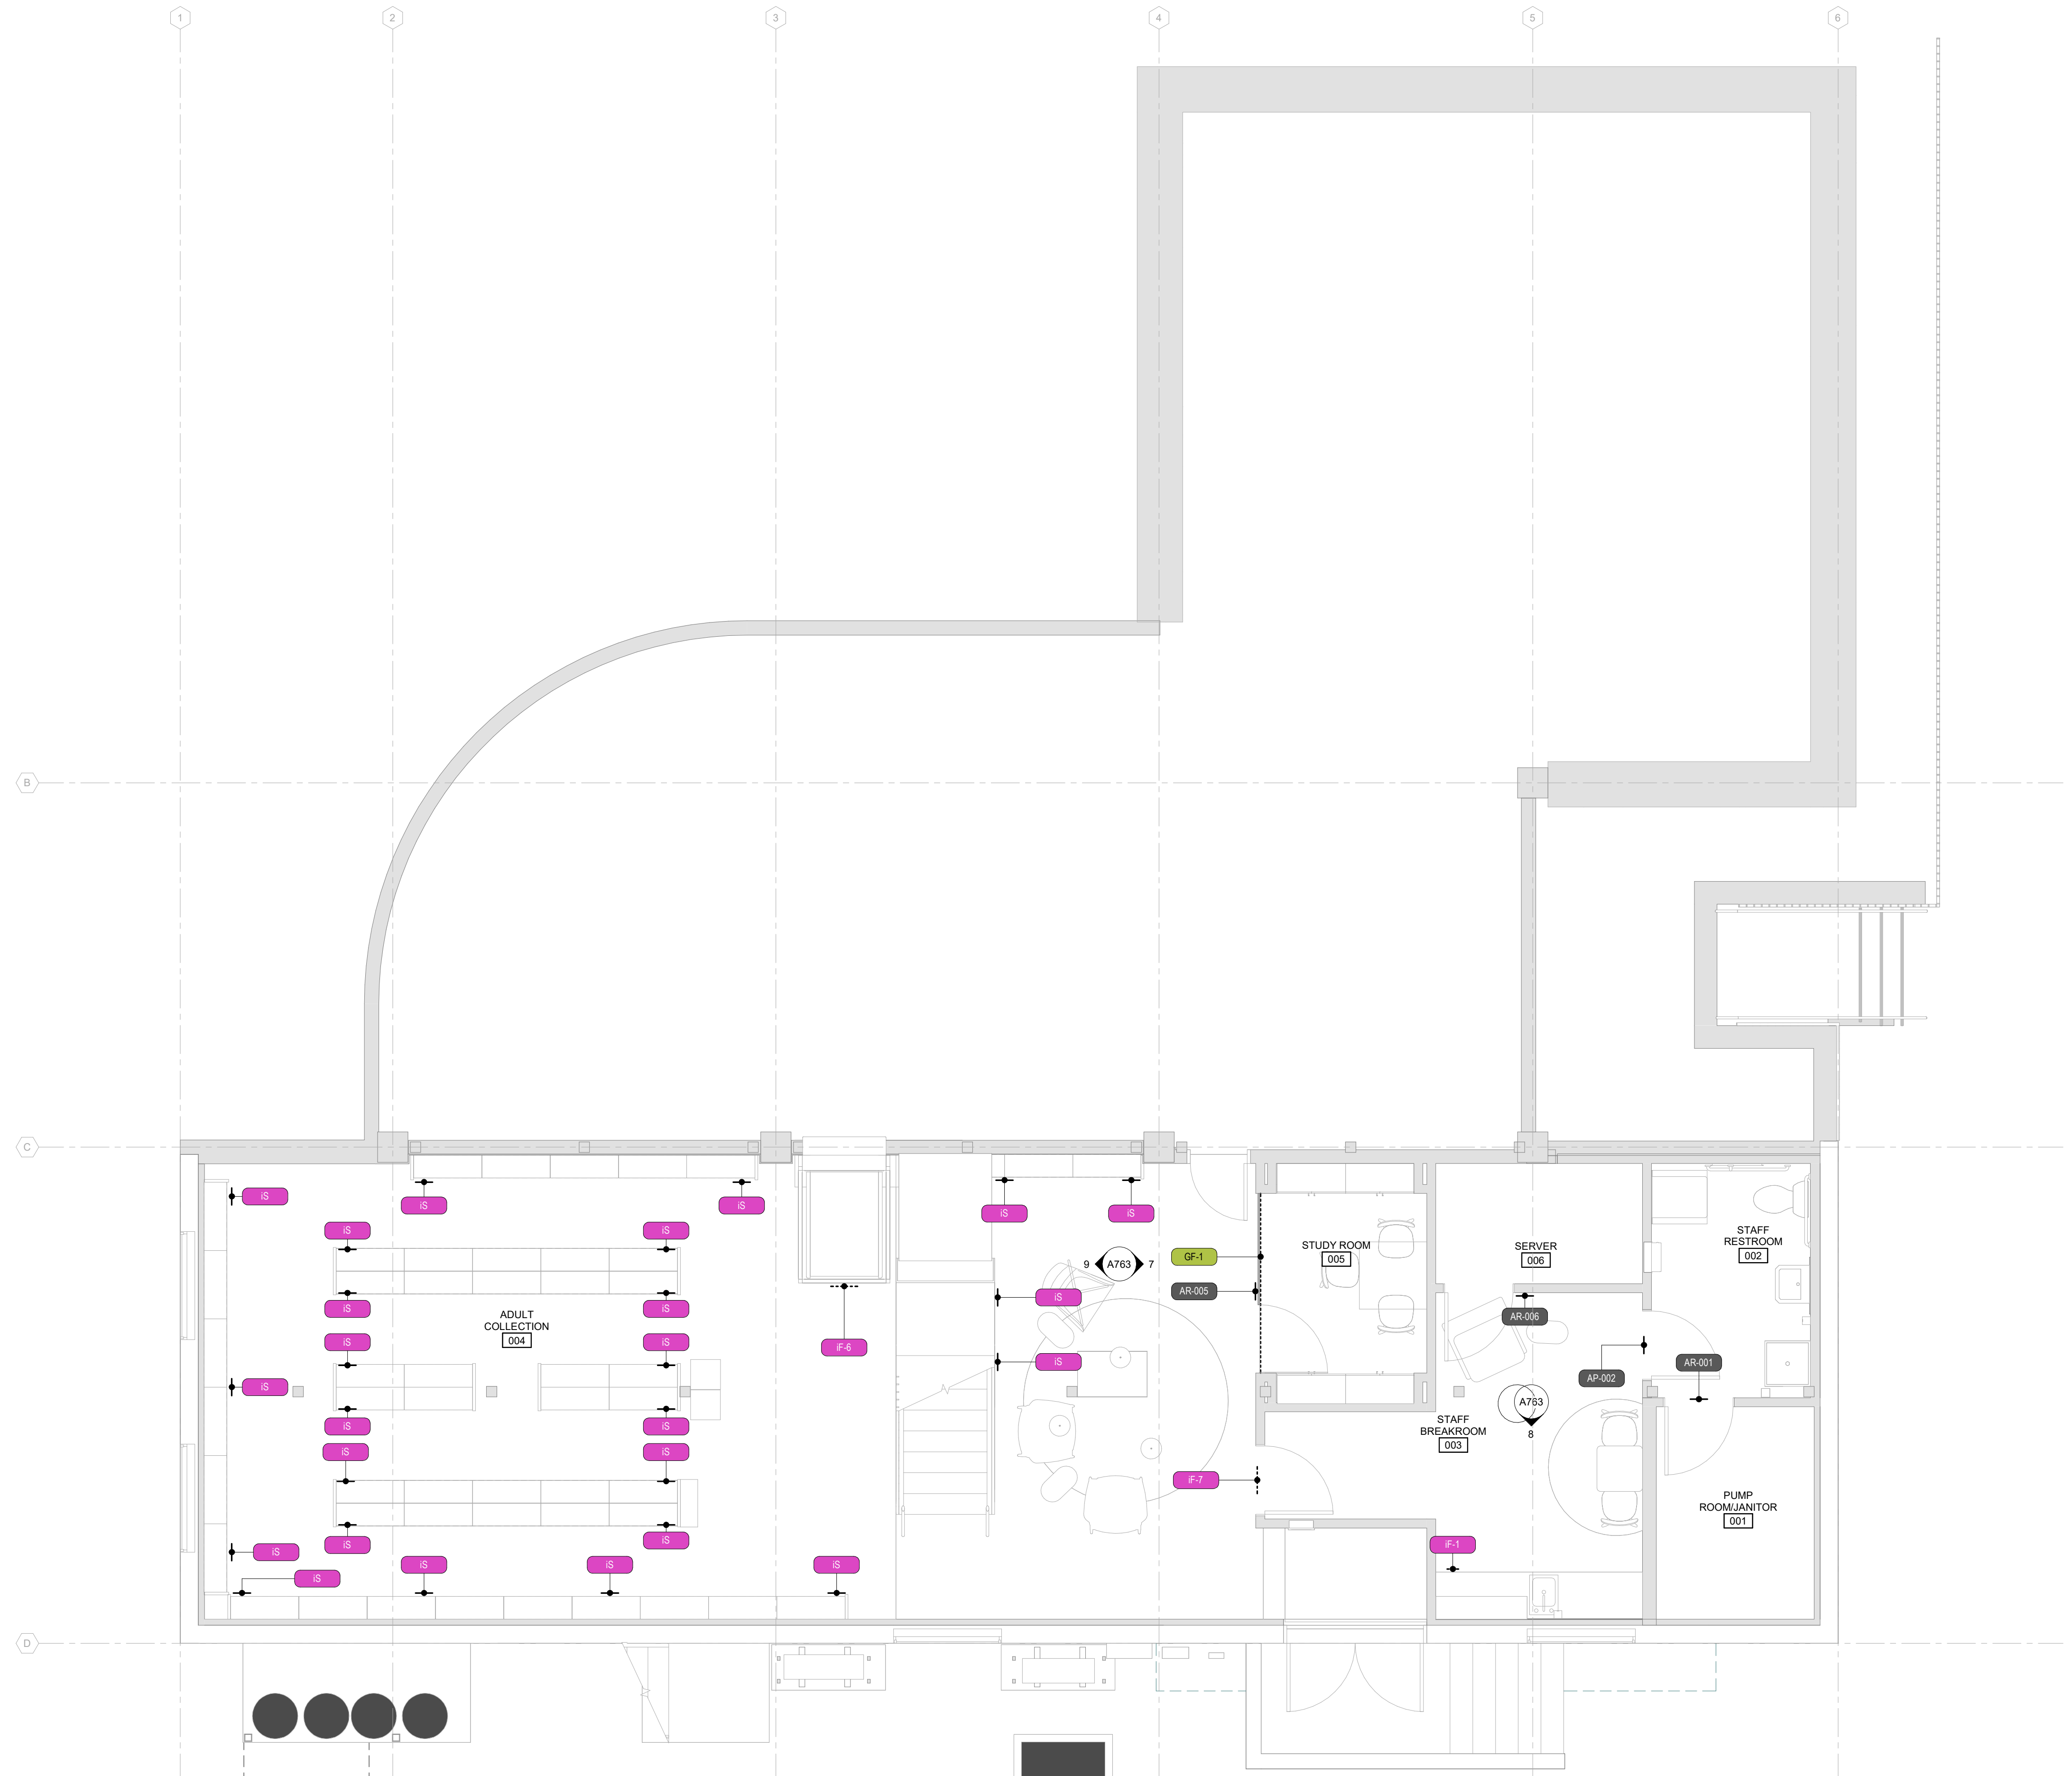 1
2
3
4
5
6
B
C
iS
iS
iS
iS
iS
iS
iS
STAFF
RESTROOM
002
STUDY ROOM
005
SERVER
006
GF-1
9
A763
7
AR-005
iS
iS
iS
ADULT
COLLECTION
004
AR-006
iS
iS
iF-6
iS
AR-001
AP-002
iS
A763
8
iS
iS
STAFF
BREAKROOM
003
iS
iS
iF-7
PUMP
ROOM/JANITOR
001
iS
iS
iF-1
iS
iS
iS
iS
iS
D